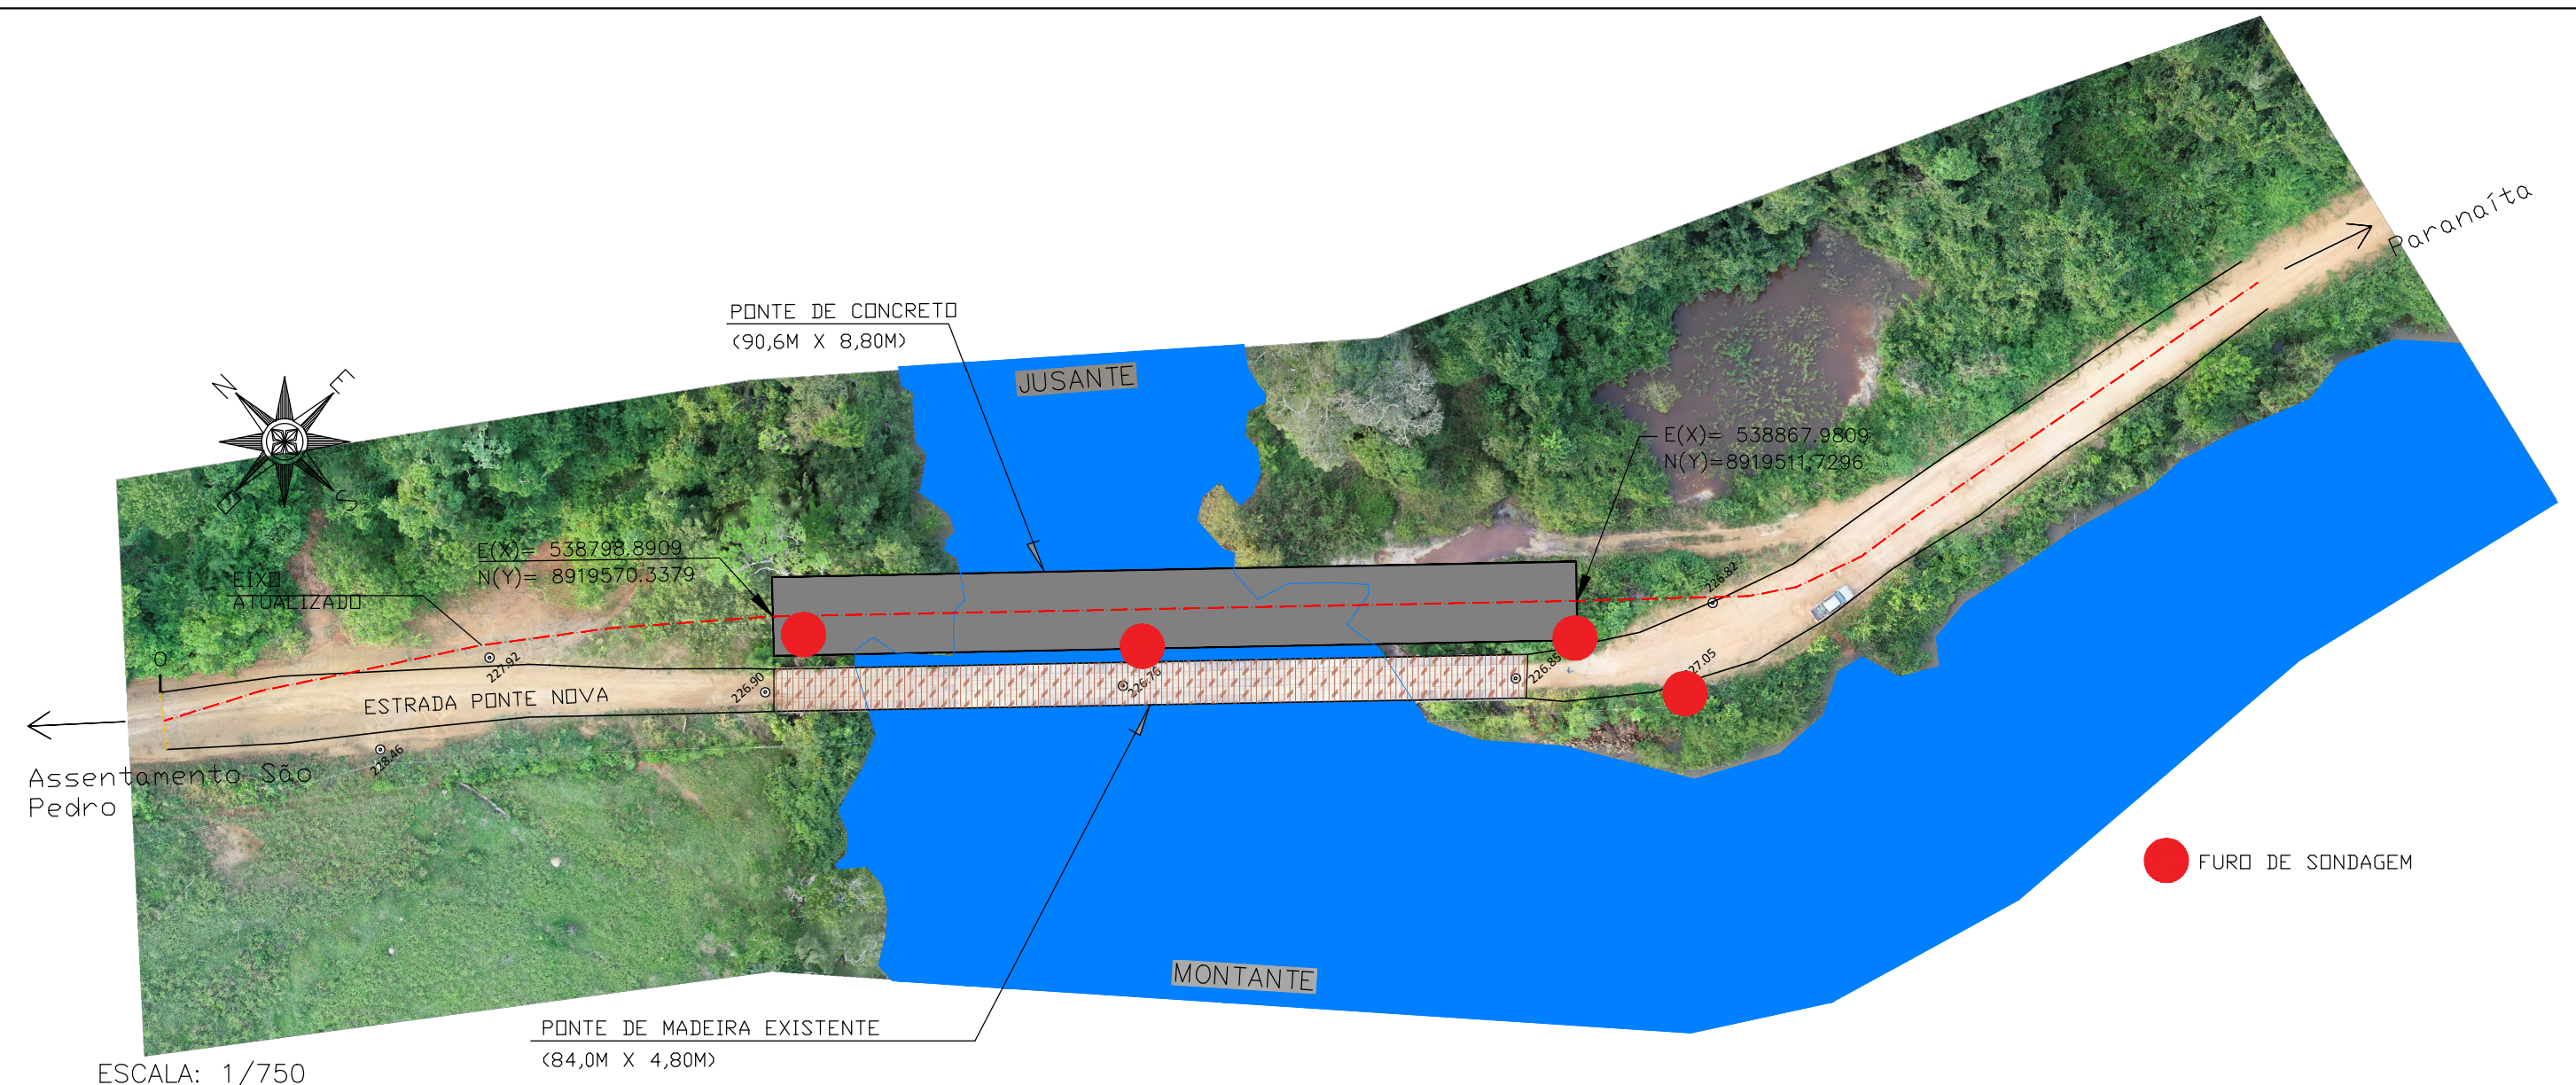 Paranaíta
PONTE DE CONCRETO
(90,6M X 8,80M)
JUSANTE
N
E
O
S
E(X)= 538867.9809
N(Y)=8919511,7296
E(X)= 538798.8909
N(Y)= 8919570.3379
EIXO
ATUALIZADO
226.82
0
227.92
226.90
226.76
226.85
227.05
ESTRADA PONTE NOVA
228.46
Assentamento São
Pedro
FURO DE SONDAGEM
MONTANTE
PONTE DE MADEIRA EXISTENTE
(84,0M X 4,80M)
ESCALA: 1/750